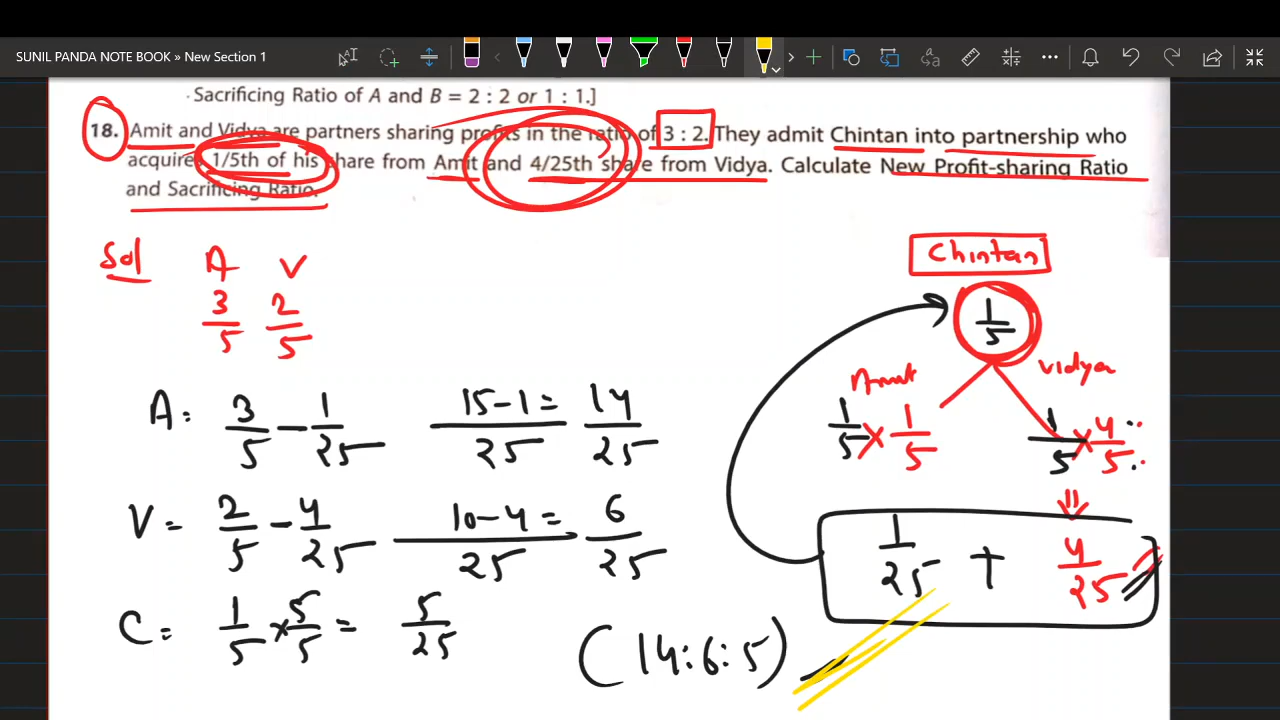 SUNIL PANDA NOTE BOOK » New Section 1
Sacrificing Ratio of A and B = 2 : 2 or 1 : 1.]
18. Amit and Vidya are partners sharing profits in the ratio of 3 : 2. They admit Chintan into partnership who
acquires 1/5th of his share from Amit and 4/25th share from Vidya. Calculate New Profit-sharing Ratio
and Sacrificing Ratio.
Sol A V
3/5 2/5
Chintan
1/5
Amit Vidya
1/5 × 1/5 1/5 × 4/5
A: 3/5 - 1/25 15-1/25 = 14/25
V = 2/5 - 4/25 10-4/25 = 6/25
1/25 + 4/25
C = 1/5 × 5/5 = 5/25
(14:6:5)